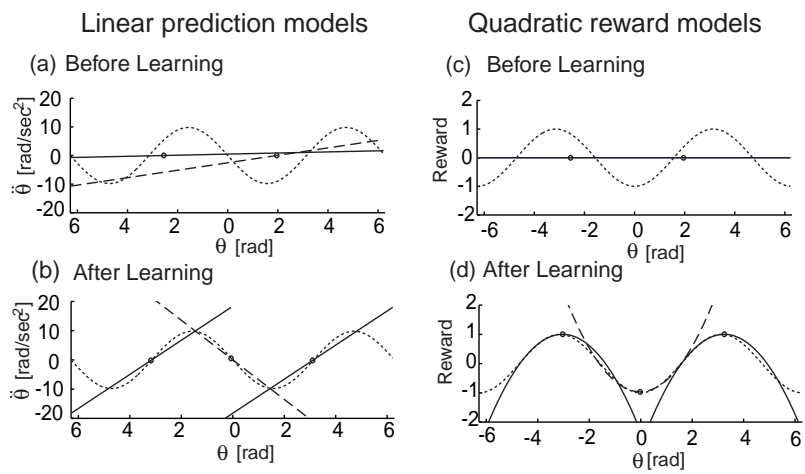 Linear prediction models
Quadratic reward models
(a) Before Learning
20
10
0
-10
-20
θ̈ [rad/sec²]
6 4 2 0 2 4 6
θ [rad]
(c) Before Learning
2
1
0
-1
-2
Reward
-6 -4 -2 0 2 4 6
θ [rad]
(b) After Learning
20
10
0
-10
-20
θ̈ [rad/sec²]
6 4 2 0 2 4 6
θ [rad]
(d) After Learning
2
1
0
-1
-2
Reward
-6 -4 -2 0 2 4 6
θ [rad]